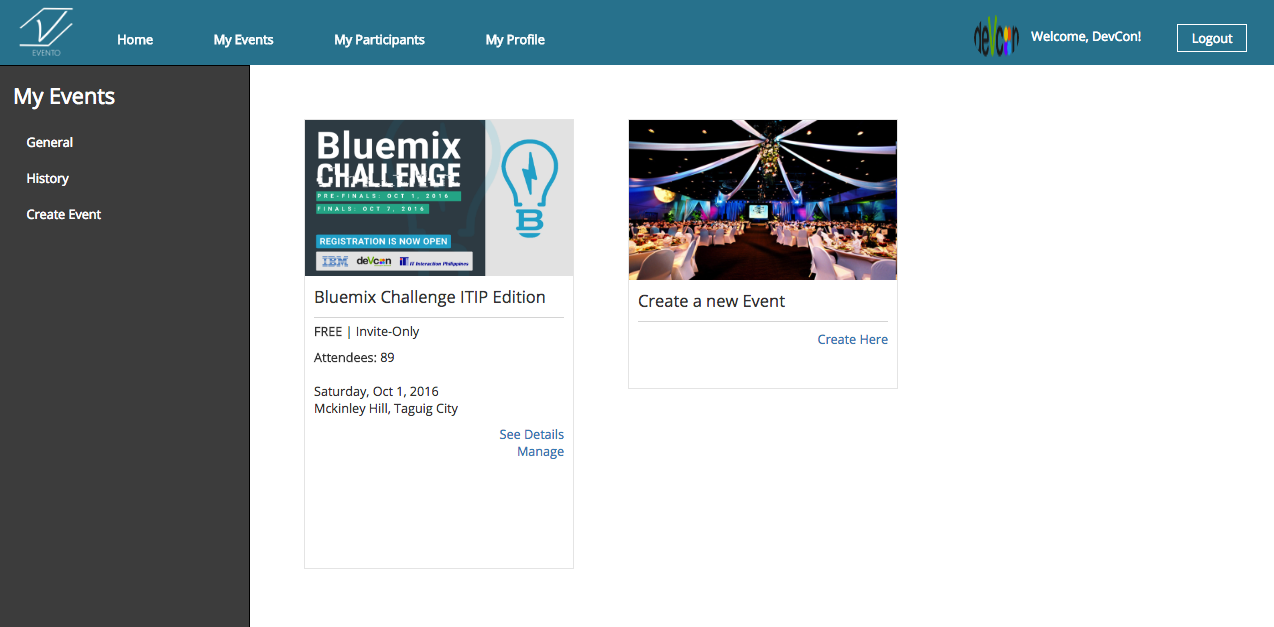 EVENTO
Home
My Events
My Participants
My Profile
devcon
Welcome, DevCon!
Logout
My Events
General
History
Create Event
Bluemix
CHALLENGE
PRE-FINALS: OCT 1, 2016
FINALS: OCT 7, 2016
REGISTRATION IS NOW OPEN
IBM devcon IT Interaction Philippines
B
Bluemix Challenge ITIP Edition
FREE | Invite-Only
Attendees: 89
Saturday, Oct 1, 2016
Mckinley Hill, Taguig City
See Details
Manage
Create a new Event
Create Here